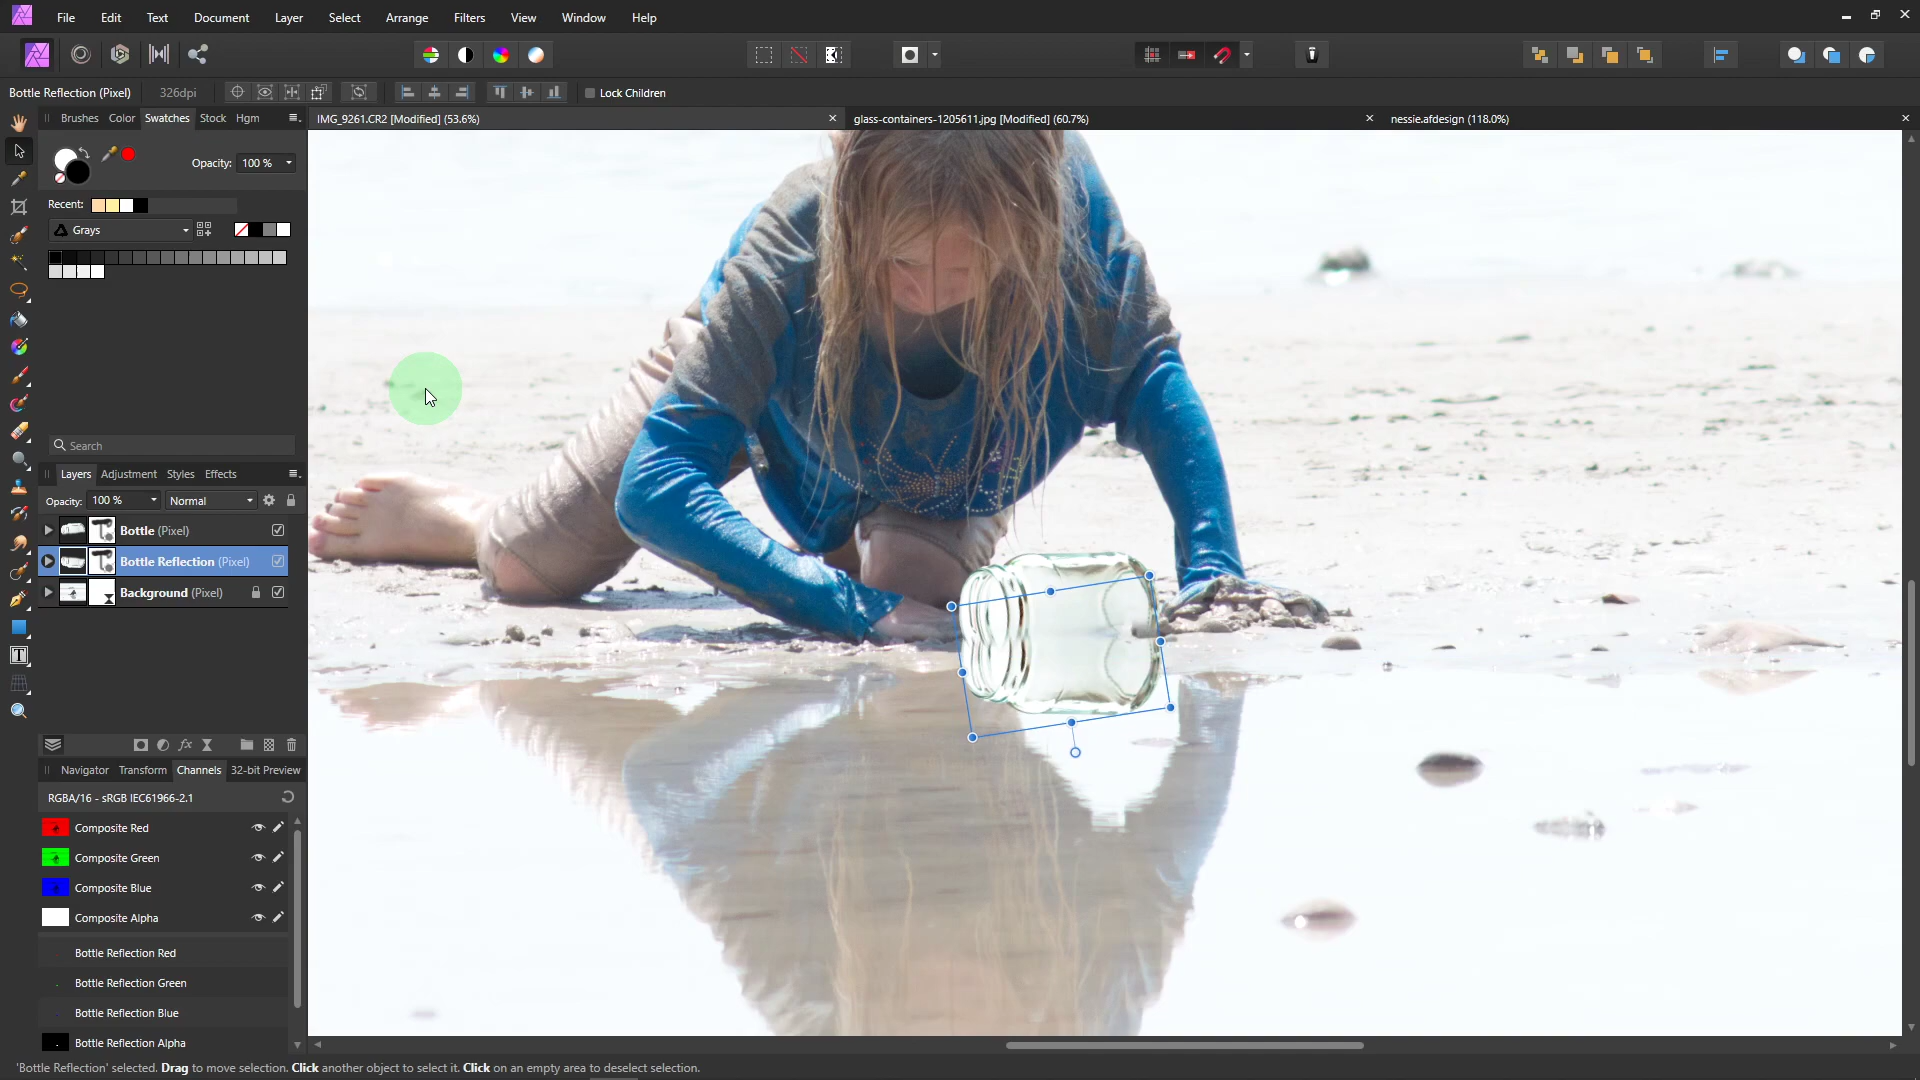 File Edit Text Document Layer Select Arrange Filters View Window Help
Bottle Reflection (Pixel) 326dpi Lock Children
Brushes Color Swatches Stock Hgm
IMG_9261.CR2 [Modified] (53.6%) glass-containers-1205611.jpg [Modified] (60.7%) nessie.afdesign (118.0%)
Opacity: 100 %
Recent:
Grays
Search
Layers Adjustment Styles Effects
Opacity: 100 % Normal
Bottle (Pixel)
Bottle Reflection (Pixel)
Background (Pixel)
Navigator Transform Channels 32-bit Preview
RGBA/16 - sRGB IEC61966-2.1
Composite Red
Composite Green
Composite Blue
Composite Alpha
Bottle Reflection Red
Bottle Reflection Green
Bottle Reflection Blue
Bottle Reflection Alpha
'Bottle Reflection' selected. Drag to move selection. Click another object to select it. Click on an empty area to deselect selection.